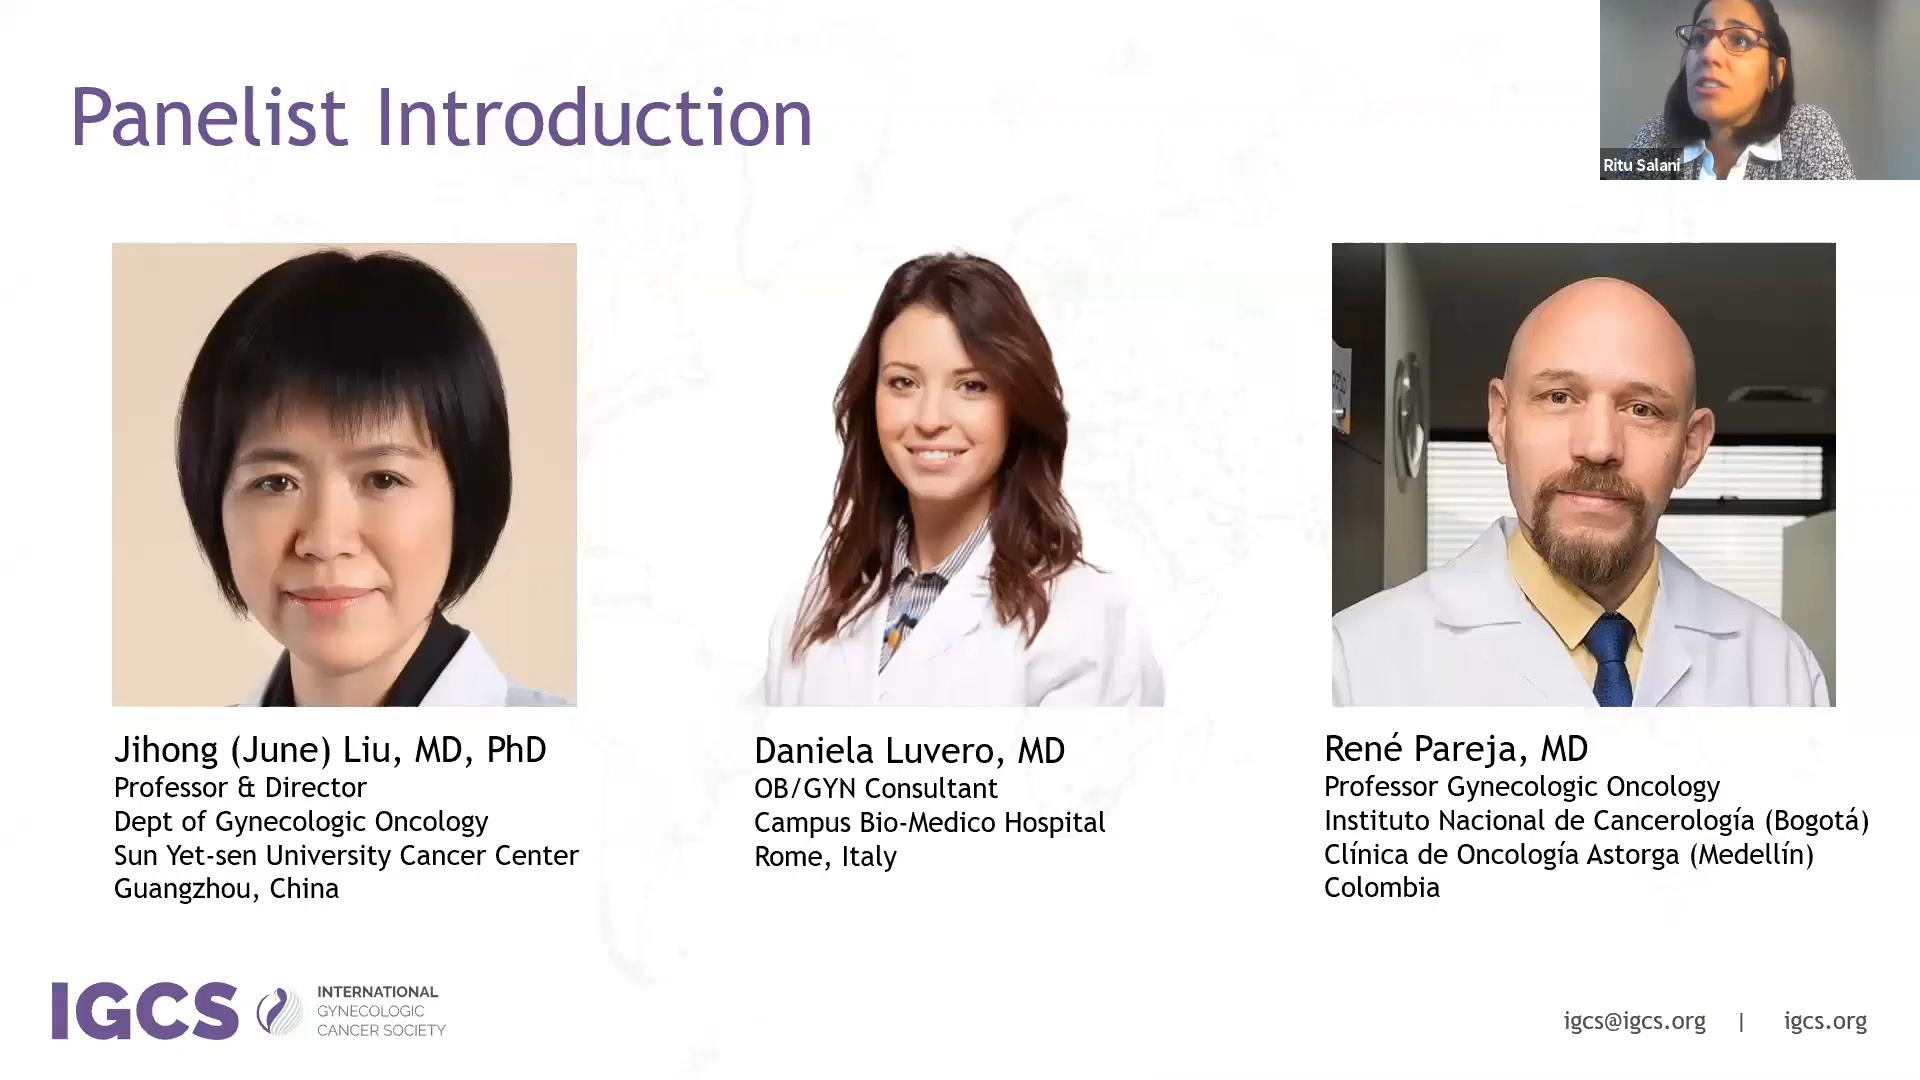 Panelist Introduction
Ritu Salani
Jihong (June) Liu, MD, PhD
Professor & Director
Dept of Gynecologic Oncology
Sun Yet-sen University Cancer Center
Guangzhou, China
Daniela Luvero, MD
OB/GYN Consultant
Campus Bio-Medico Hospital
Rome, Italy
René Pareja, MD
Professor Gynecologic Oncology
Instituto Nacional de Cancerología (Bogotá)
Clínica de Oncología Astorga (Medellín)
Colombia
IGCS
INTERNATIONAL
GYNECOLOGIC
CANCER SOCIETY
igcs@igcs.org | igcs.org